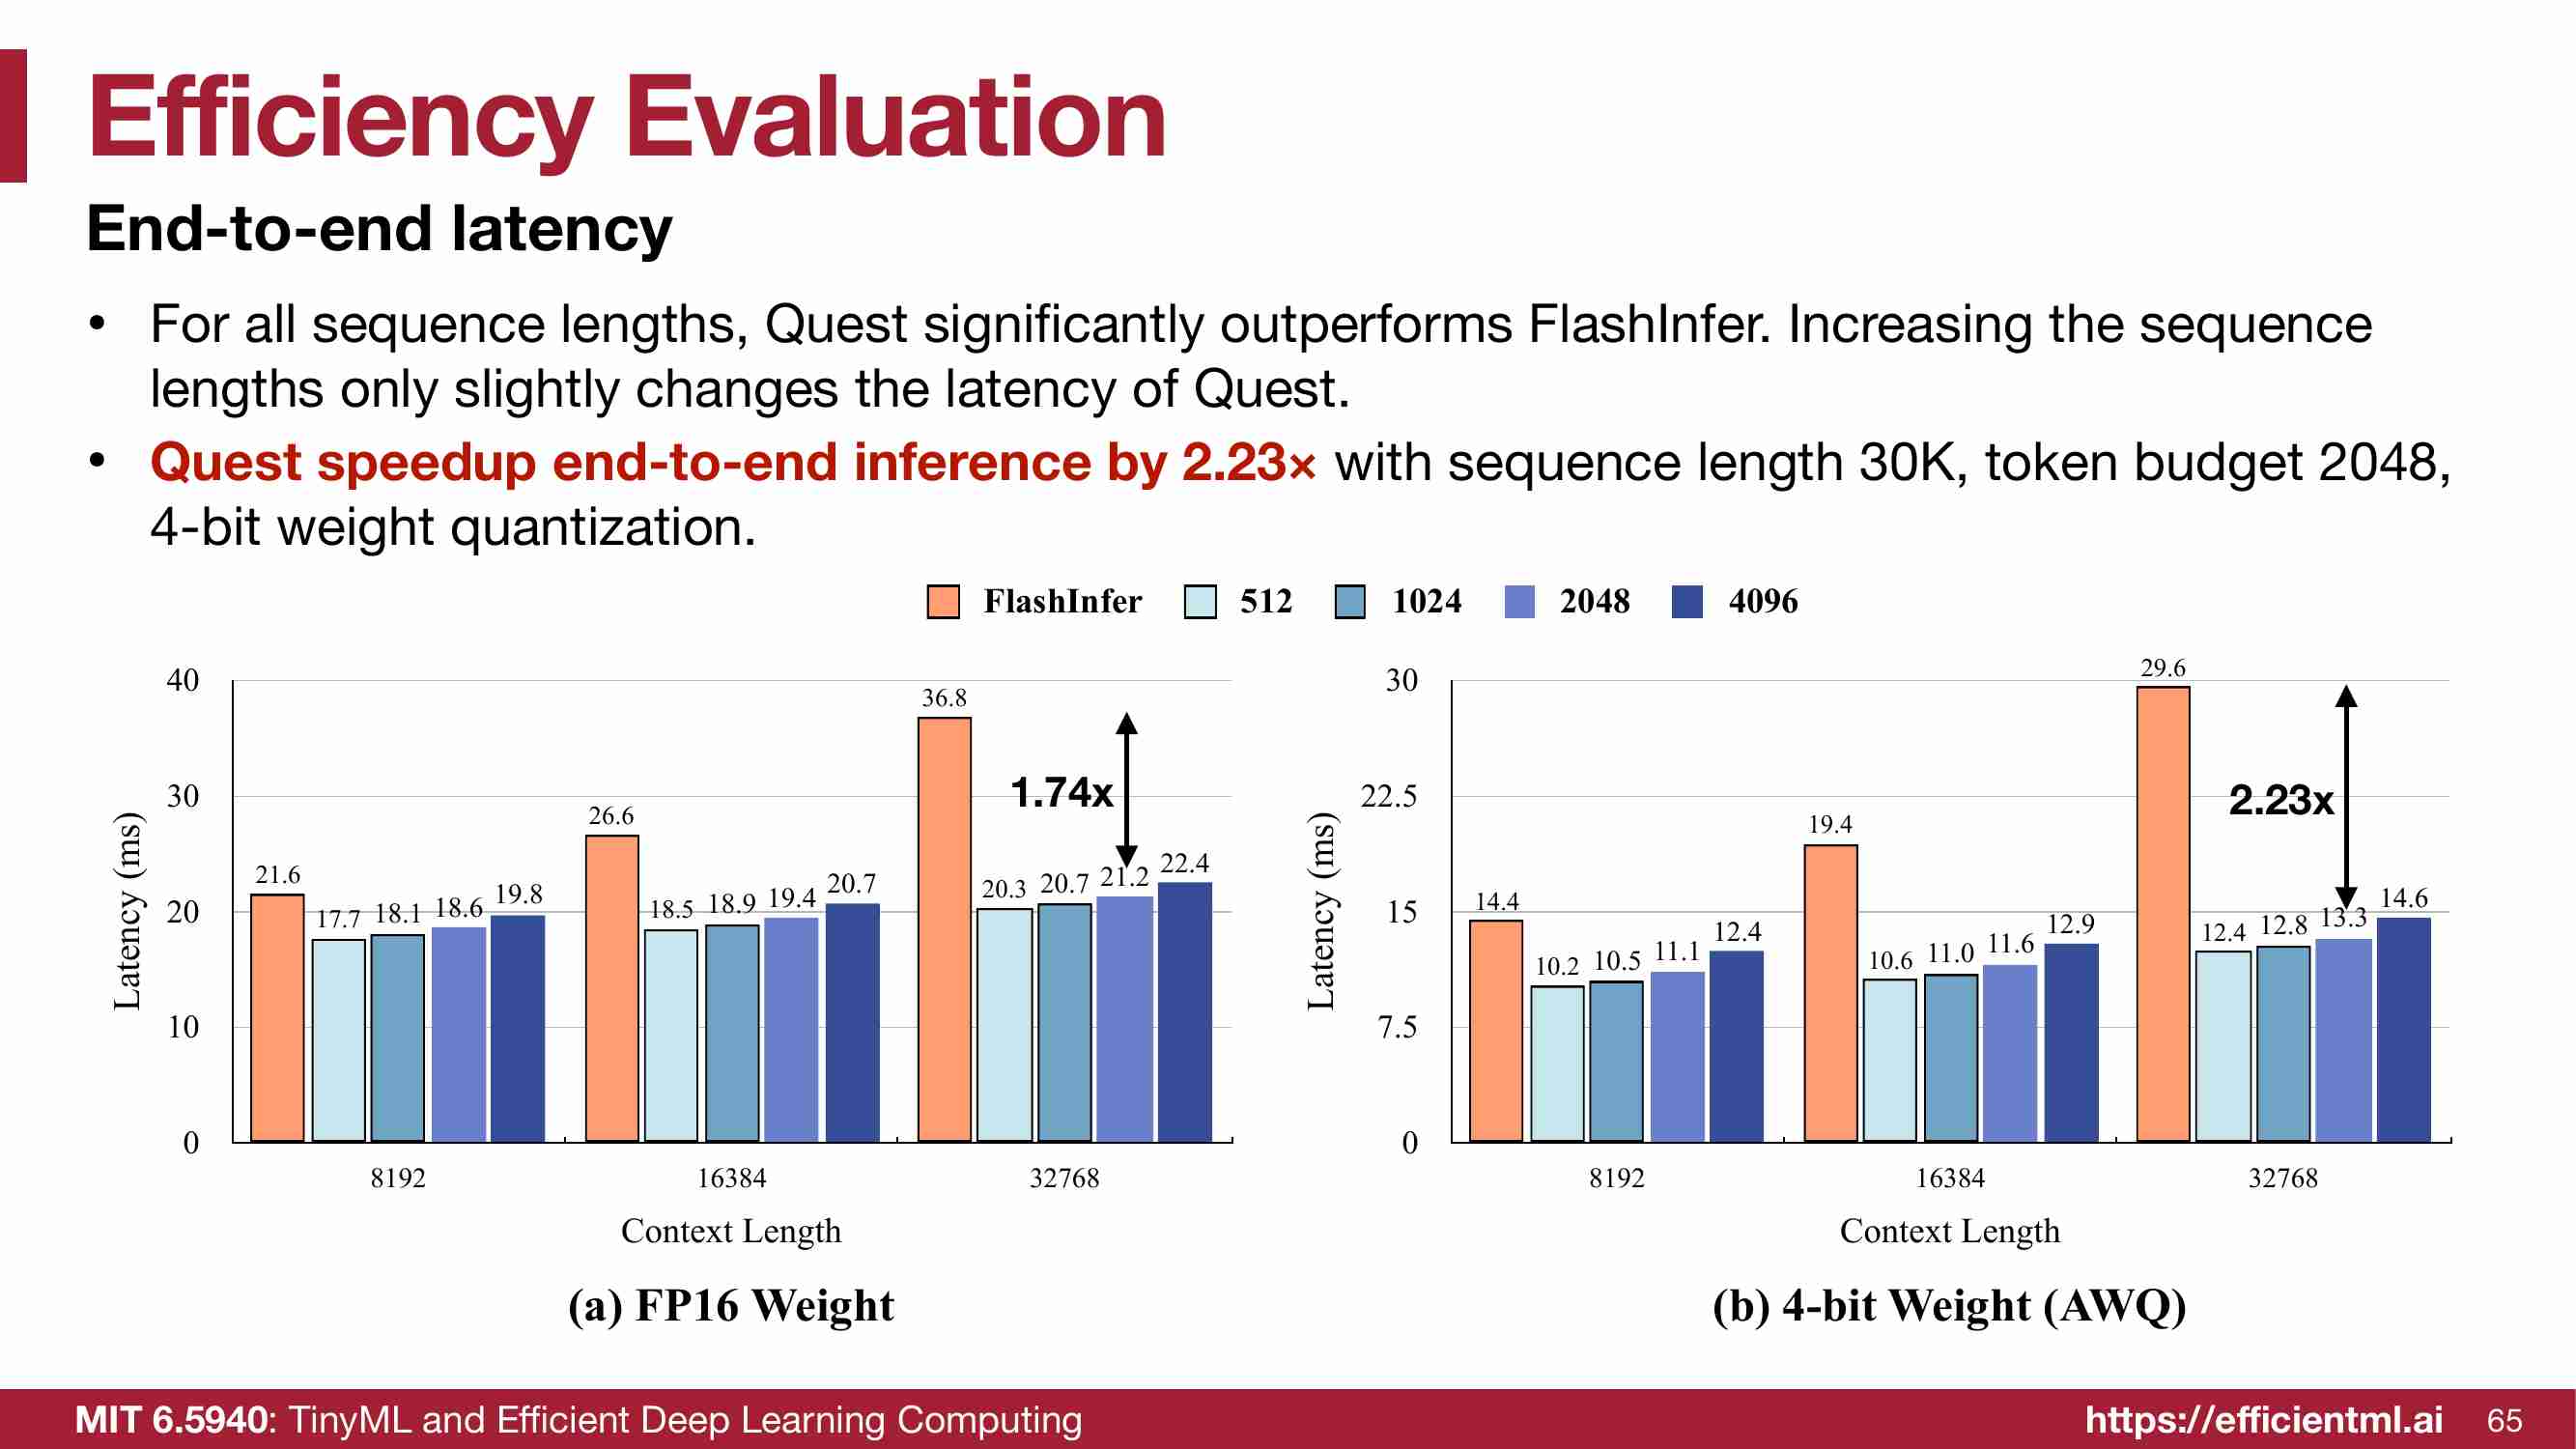 Efficiency Evaluation
End-to-end latency
• For all sequence lengths, Quest significantly outperforms FlashInfer. Increasing the sequence
lengths only slightly changes the latency of Quest.
• Quest speedup end-to-end inference by 2.23× with sequence length 30K, token budget 2048,
4-bit weight quantization.
FlashInfer 512 1024 2048 4096
Latency (ms)
40
30
20
10
0
21.6 17.7 18.1 18.6 19.8
26.6 18.5 18.9 19.4 20.7
36.8 20.3 20.7 21.2 22.4
1.74x
8192 16384 32768
Context Length
(a) FP16 Weight
Latency (ms)
30
22.5
15
7.5
0
14.4 10.2 10.5 11.1 12.4
19.4 10.6 11.0 11.6 12.9
29.6 12.4 12.8 13.3 14.6
2.23x
8192 16384 32768
Context Length
(b) 4-bit Weight (AWQ)
MIT 6.5940: TinyML and Efficient Deep Learning Computing
https://efficientml.ai 65